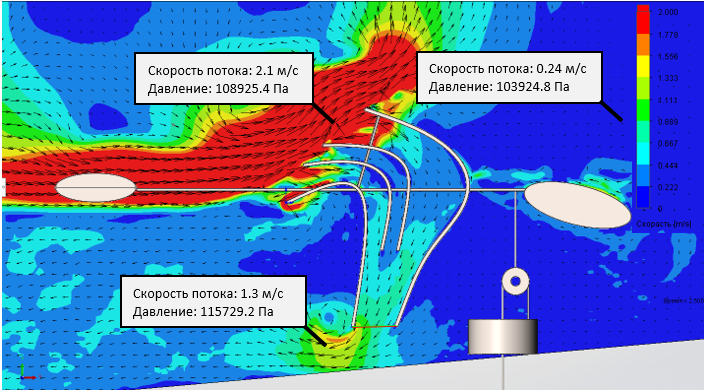 Скорость потока: 2.1 м/с
Давление: 108925.4 Па
Скорость потока: 0.24 м/с
Давление: 103924.8 Па
Скорость потока: 1.3 м/с
Давление: 115729.2 Па
2.000
1.778
1.556
1.333
1.111
0.889
0.667
0.444
0.222
0
Скорость [m/s]